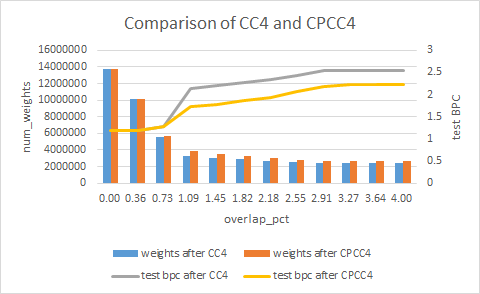 Comparison of CC4 and CPCC4
16000000
14000000
12000000
10000000
8000000
6000000
4000000
2000000
0
num_weights
3
2.5
2
1.5
1
0.5
0
test BPC
0.00 0.36 0.73 1.09 1.45 1.82 2.18 2.55 2.91 3.27 3.64 4.00
overlap_pct
weights after CC4 weights after CPCC4
test bpc after CC4 test bpc after CPCC4